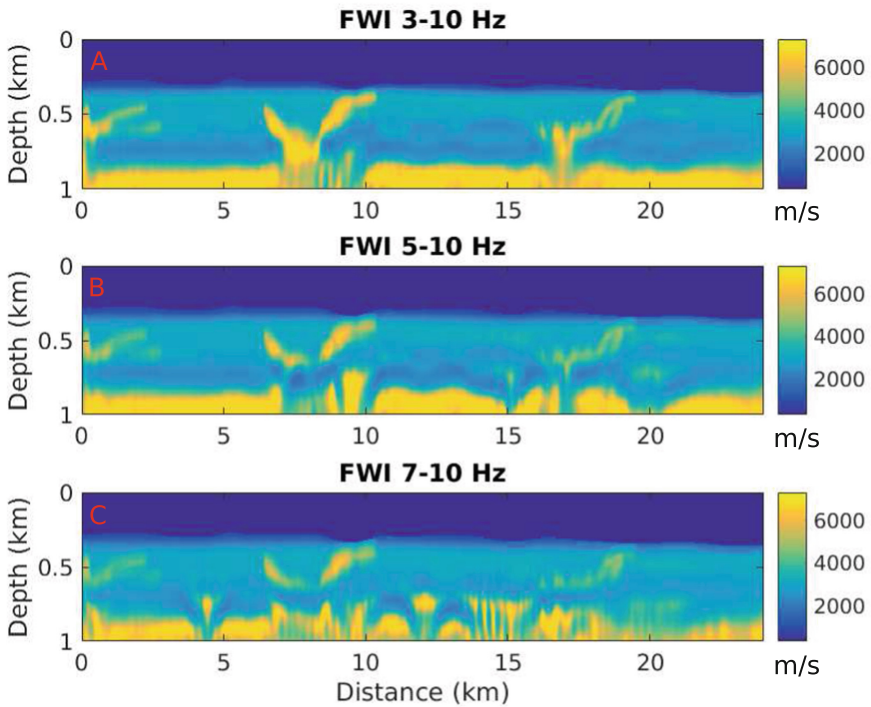 FWI 3-10 Hz
A
Depth (km)
0
0.5
1
0 5 10 15 20
6000
4000
2000
m/s
FWI 5-10 Hz
B
Depth (km)
0
0.5
1
0 5 10 15 20
6000
4000
2000
m/s
FWI 7-10 Hz
C
Depth (km)
0
0.5
1
0 5 10 15 20
6000
4000
2000
m/s
Distance (km)